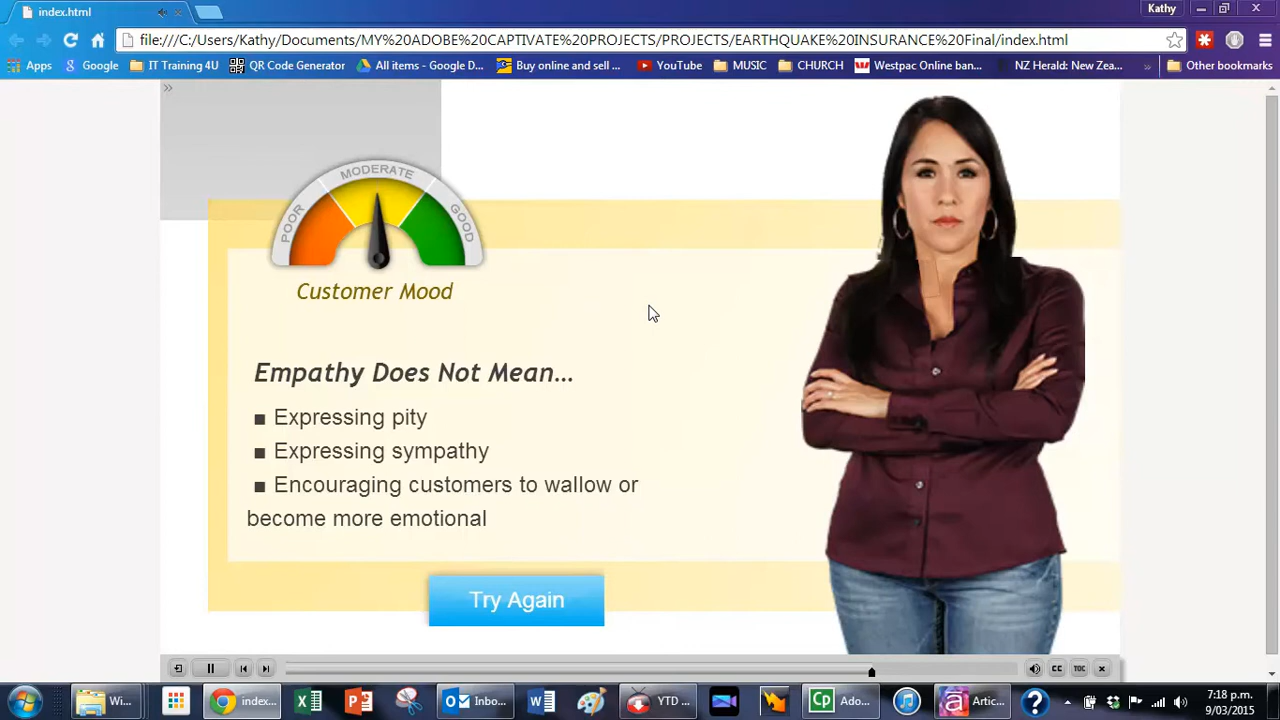 index.html
Kathy
file:///C:/Users/Kathy/Documents/MY%20ADOBE%20CAPTIVATE%20PROJECTS/PROJECTS/EARTHQUAKE%20INSURANCE%20Final/index.html
Apps Google IT Training 4U QR Code Generator All items - Google D... Buy online and sell ... YouTube MUSIC CHURCH Westpac Online ban... NZ Herald: New Zea... » Other bookmarks
»
POOR MODERATE GOOD
Customer Mood
Empathy Does Not Mean...
■ Expressing pity
■ Expressing sympathy
■ Encouraging customers to wallow or
become more emotional
Try Again
CC TOC
Wi... index... Inbo... YTD ... Ado... Artic...
7:18 p.m.
9/03/2015